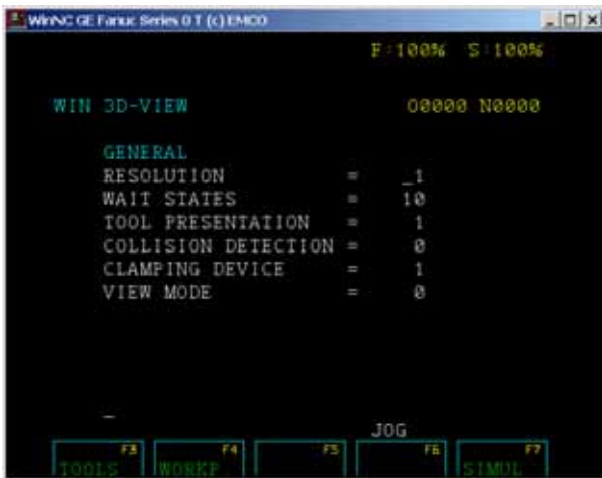 WinNC GE Fanuc Series 0 T (c) EMCO
F:100% S:100%
WIN 3D-VIEW O0000 N0000
GENERAL
RESOLUTION = _1
WAIT STATES = 10
TOOL PRESENTATION = 1
COLLISION DETECTION = 0
CLAMPING DEVICE = 1
VIEW MODE = 0
_
JOG
F3 F4 F5 F6 F7
TOOLS WORKP. SIMUL